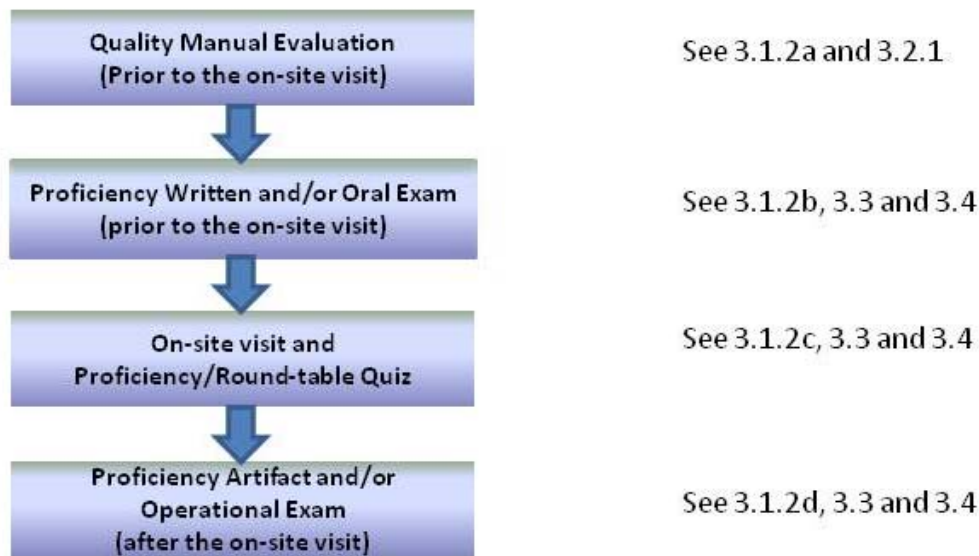 Quality Manual Evaluation
(Prior to the on-site visit)
See 3.1.2a and 3.2.1
Proficiency Written and/or Oral Exam
(prior to the on-site visit)
See 3.1.2b, 3.3 and 3.4
On-site visit and
Proficiency/Round-table Quiz
See 3.1.2c, 3.3 and 3.4
Proficiency Artifact and/or
Operational Exam
(after the on-site visit)
See 3.1.2d, 3.3 and 3.4